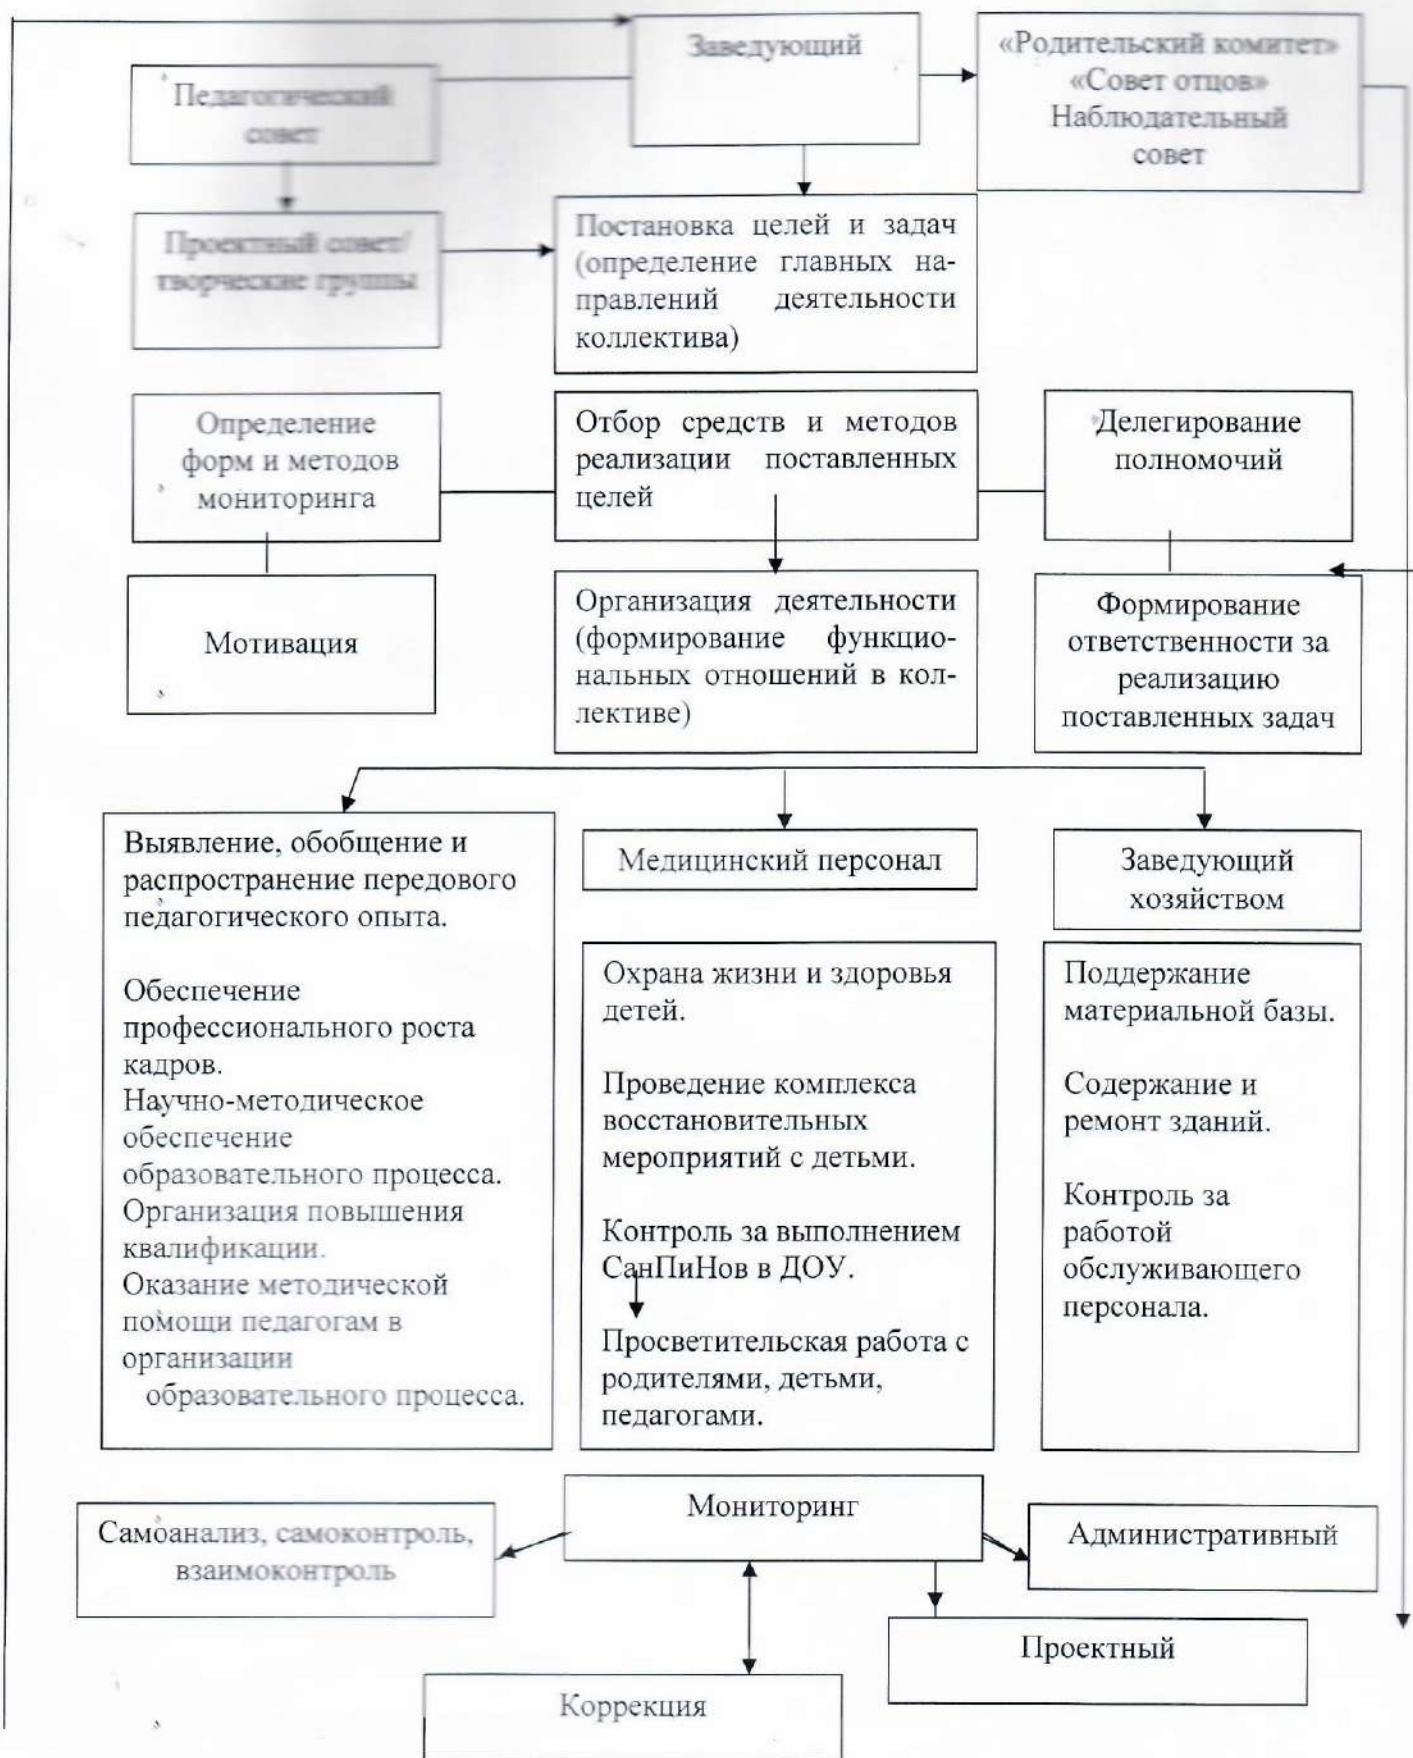 Заведующий
«Родительский комитет»
«Совет отцов»
Наблюдательный
совет
Педагогический
совет
Проектный совет/
творческие группы
Постановка целей и задач
(определение главных на-
правлений деятельности
коллектива)
Определение
форм и методов
мониторинга
Отбор средств и методов
реализации поставленных
целей
Делегирование
полномочий
Мотивация
Организация деятельности
(формирование функцио-
нальных отношений в кол-
лективе)
Формирование
ответственности за
реализацию
поставленных задач
Выявление, обобщение и
распространение передового
педагогического опыта.
Обеспечение
профессионального роста
кадров.
Научно-методическое
обеспечение
образовательного процесса.
Организация повышения
квалификации.
Оказание методической
помощи педагогам в
организации
образовательного процесса.
Медицинский персонал
Охрана жизни и здоровья
детей.
Проведение комплекса
восстановительных
мероприятий с детьми.
Контроль за выполнением
СанПиНов в ДОУ.
Просветительская работа с
родителями, детьми,
педагогами.
Заведующий
хозяйством
Поддержание
материальной базы.
Содержание и
ремонт зданий.
Контроль за
работой
обслуживающего
персонала.
Мониторинг
Самоанализ, самоконтроль,
взаимоконтроль
Административный
Проектный
Коррекция